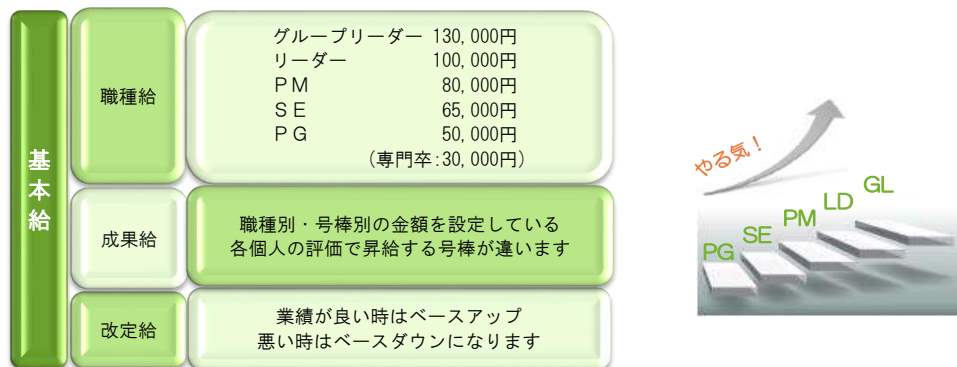 基本給
職種給
グループリーダー 130,000円
リーダー 100,000円
PM 80,000円
SE 65,000円
PG 50,000円
(専門卒:30,000円)
成果給
職種別・号棒別の金額を設定している
各個人の評価で昇給する号棒が違います
改定給
業績が良い時はベースアップ
悪い時はベースダウンになります
やる気!
PG
SE
PM
LD
GL